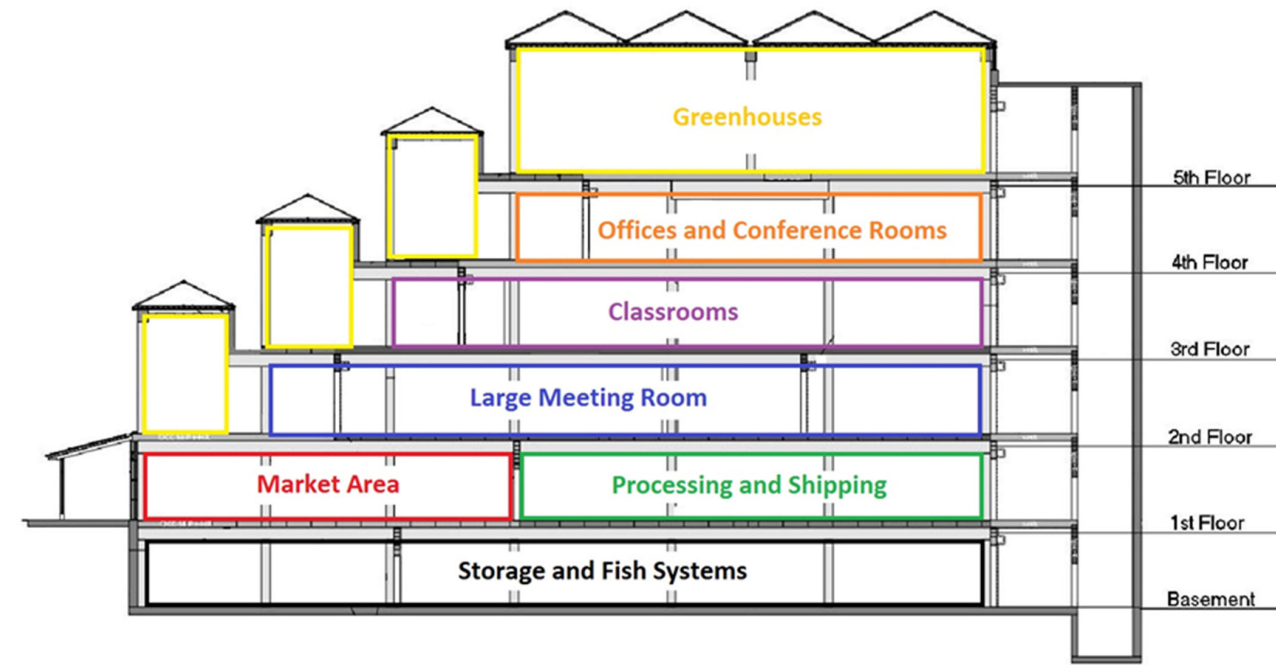 Greenhouses
5th Floor
Offices and Conference Rooms
4th Floor
Classrooms
3rd Floor
Large Meeting Room
2nd Floor
Market Area
Processing and Shipping
1st Floor
Storage and Fish Systems
Basement